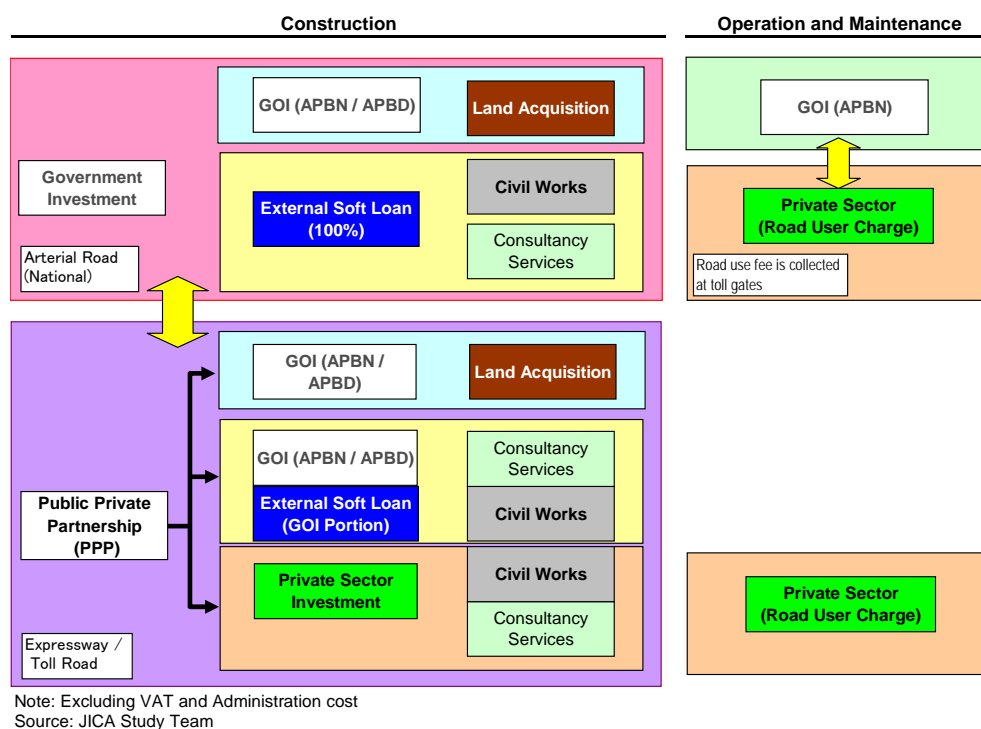 Construction
Operation and Maintenance
GOI (APBN / APBD)
Land Acquisition
Government
Investment
External Soft Loan
(100%)
Civil Works
Consultancy
Services
Arterial Road
(National)
GOI (APBN)
Private Sector
(Road User Charge)
Road use fee is collected
at toll gates
GOI (APBN /
APBD)
Land Acquisition
GOI (APBN / APBD)
Consultancy
Services
Public Private
Partnership
(PPP)
External Soft Loan
(GOI Portion)
Civil Works
Private Sector
Investment
Civil Works
Consultancy
Services
Expressway /
Toll Road
Private Sector
(Road User Charge)
Note: Excluding VAT and Administration cost
Source: JICA Study Team